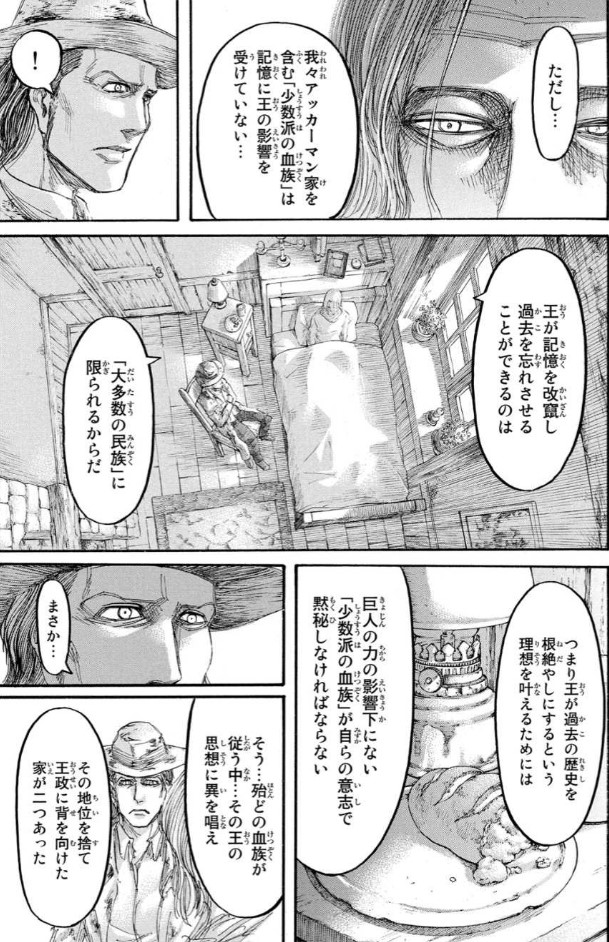 ただし…
我々アッカーマン家を
含む「少数派の血族」は
記憶に王の影響を
受けていない…
！
王が記憶を改竄し
過去を忘れさせる
ことができるのは
「大多数の民族」に
限られるからだ
つまり王が過去の歴史を
根絶やしにするという
理想を叶えるためには
巨人の力の影響下にない
「少数派の血族」が自らの意志で
黙秘しなければならない
まさか…
そう…殆どの血族が
従う中…その王の
思想に異を唱え
その地位を捨て
王政に背を向けた
家が二つあった